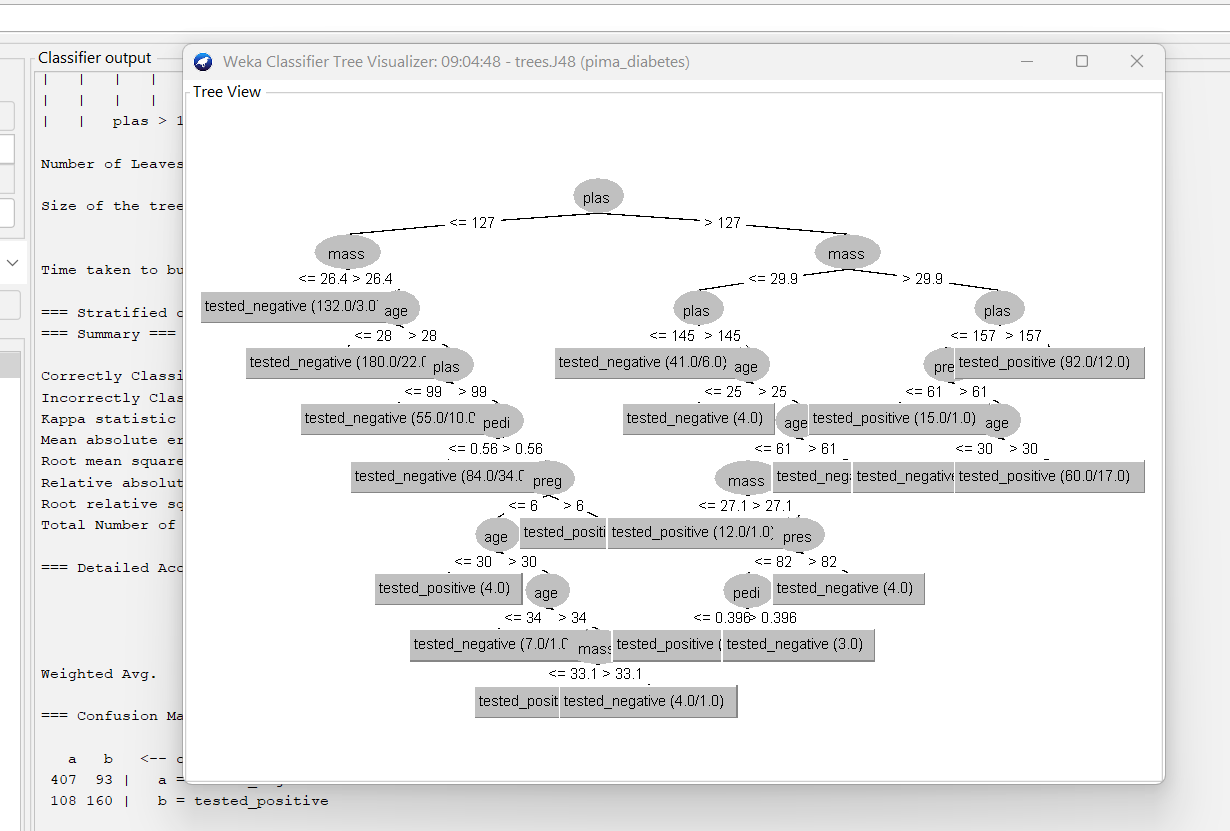 Classifier output
Weka Classifier Tree Visualizer: 09:04:48 - trees.J48 (pima_diabetes)
Tree View
| | | |
| | | |
| | plas > 1
Number of Leaves
Size of the tree
Time taken to bu
=== Stratified c
=== Summary ===
Correctly Classi
Incorrectly Clas
Kappa statistic
Mean absolute er
Root mean square
Relative absolut
Root relative sq
Total Number of
=== Detailed Acc
Weighted Avg.
=== Confusion Ma
a b <-- c
407 93 | a =
108 160 | b = tested_positive
plas
<= 127 > 127
mass mass
<= 26.4 > 26.4 <= 29.9 > 29.9
tested_negative (132.0/3.0) age plas plas
<= 28 > 28 <= 145 > 145 <= 157 > 157
tested_negative (180.0/22.0 plas tested_negative (41.0/6.0) age pre tested_positive (92.0/12.0)
<= 99 > 99 <= 25 > 25 <= 61 > 61
tested_negative (55.0/10.0 pedi tested_negative (4.0) age tested_positive (15.0/1.0) age
<= 0.56 > 0.56 <= 61 > 61 <= 30 > 30
tested_negative (84.0/34.0 preg mass tested_neg tested_negative tested_positive (60.0/17.0)
<= 6 > 6 <= 27.1 > 27.1
age tested_positi tested_positive (12.0/1.0) pres
<= 30 > 30 <= 82 > 82
tested_positive (4.0) age pedi tested_negative (4.0)
<= 34 > 34 <= 0.396 > 0.396
tested_negative (7.0/1.0 mass tested_positive ( tested_negative (3.0)
<= 33.1 > 33.1
tested_posit tested_negative (4.0/1.0)